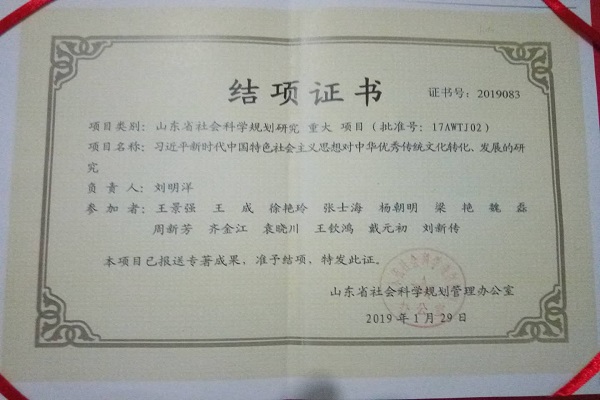 结项证书
证书号：2019083
项目类别：山东省社会科学规划研究 重大 项目（批准号：17AWTJ02）
项目名称：习近平新时代中国特色社会主义思想对中华优秀传统文化转化、发展的研
究
负责人：刘明洋
参加者：王景强 王成 徐艳玲 张士海 杨朝明 梁艳 魏磊
周新芳 齐金江 袁晓川 王钦鸿 戴元初 刘新传
本项目已报送专著成果，准予结项，特发此证。
山东省社会科学规划管理办公室
2019年1月29日